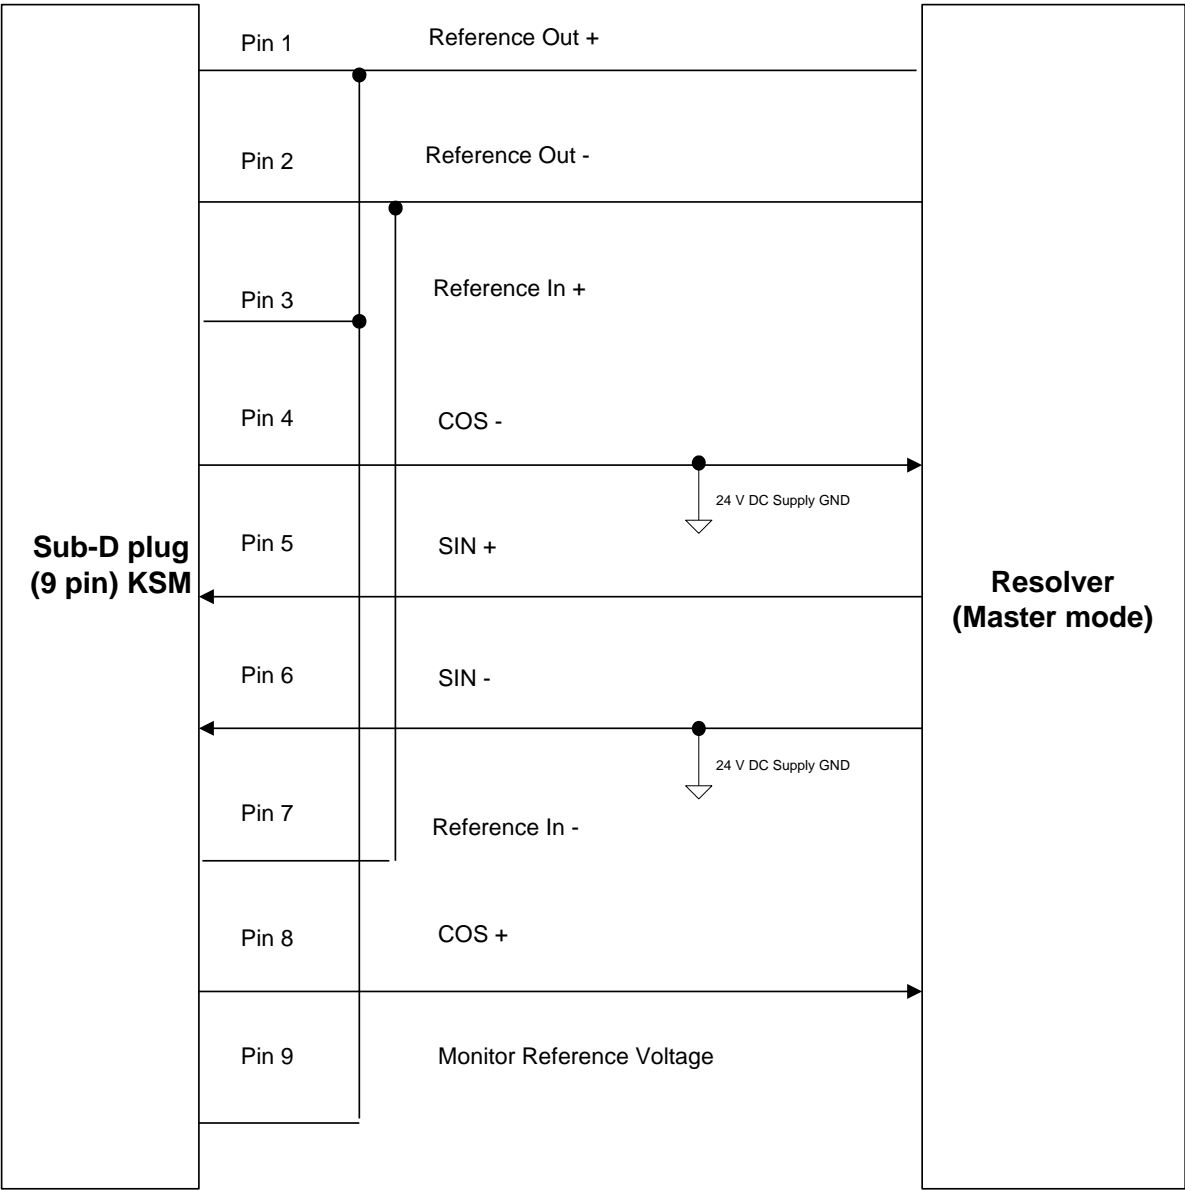 Pin 1
Reference Out +
Pin 2
Reference Out -
Pin 3
Reference In +
Pin 4
COS -
24 V DC Supply GND
Sub-D plug
(9 pin) KSM
Pin 5
SIN +
Resolver
(Master mode)
Pin 6
SIN -
24 V DC Supply GND
Pin 7
Reference In -
Pin 8
COS +
Pin 9
Monitor Reference Voltage